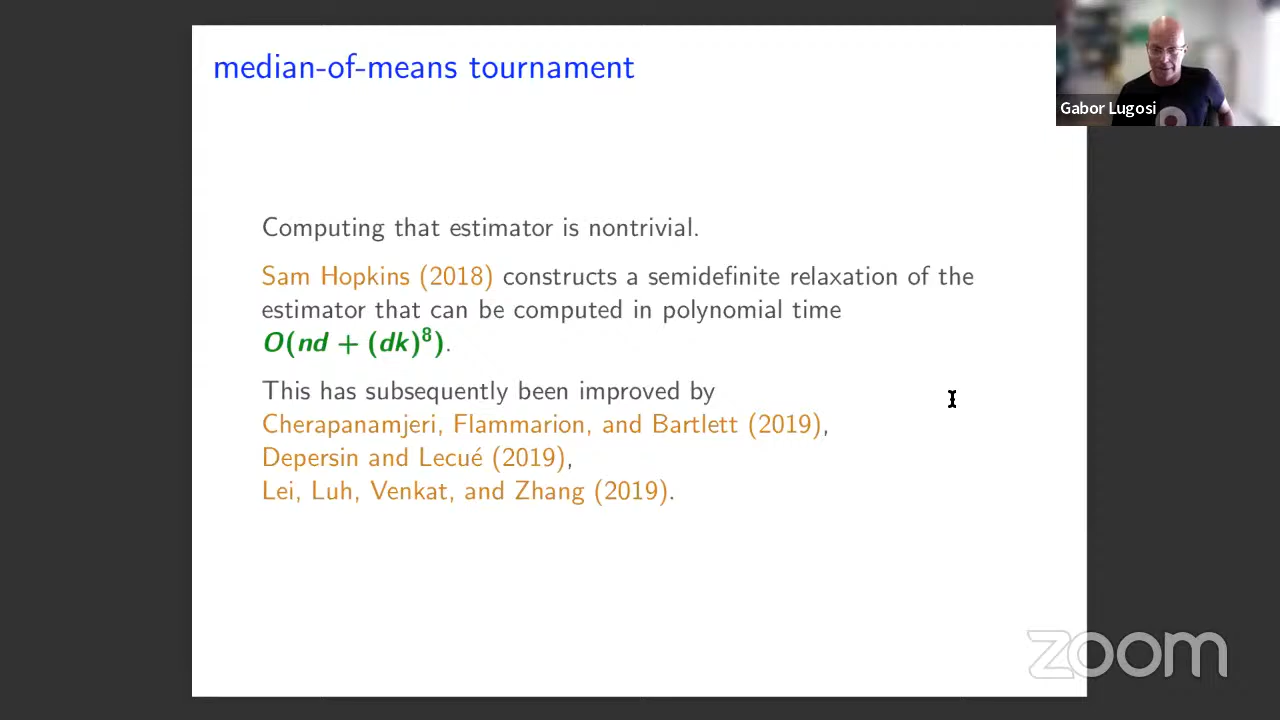 median-of-means tournament
Gabor Lugosi
Computing that estimator is nontrivial.
Sam Hopkins (2018) constructs a semidefinite relaxation of the
estimator that can be computed in polynomial time
O(nd + (dk)⁸).
This has subsequently been improved by
Cherapanamjeri, Flammarion, and Bartlett (2019),
Depersin and Lecué (2019),
Lei, Luh, Venkat, and Zhang (2019).
zoom